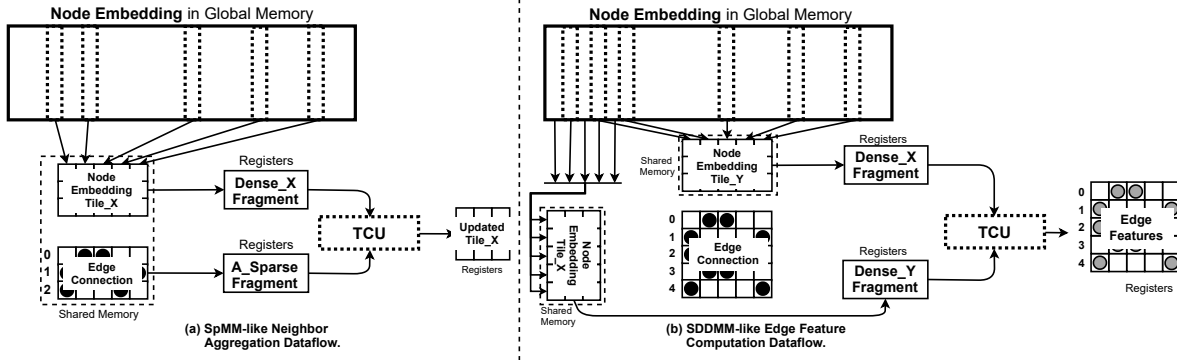 Node Embedding in Global Memory
Node
Embedding
Tile_X
Registers
Dense_X
Fragment
TCU
Updated
Tile_X
Registers
0
1
2
Edge
Connection
Registers
A_Sparse
Fragment
Shared Memory
(a) SpMM-like Neighbor
Aggregation Dataflow.
Node Embedding in Global Memory
Shared
Memory
Node
Embedding
Tile_Y
Registers
Dense_X
Fragment
Node
Embedding
Tile_X
Shared
Memory
0
1
2
3
4
Edge
Connection
TCU
Registers
Dense_Y
Fragment
0
1
2
3
4
Edge
Features
Registers
(b) SDDMM-like Edge Feature
Computation Dataflow.